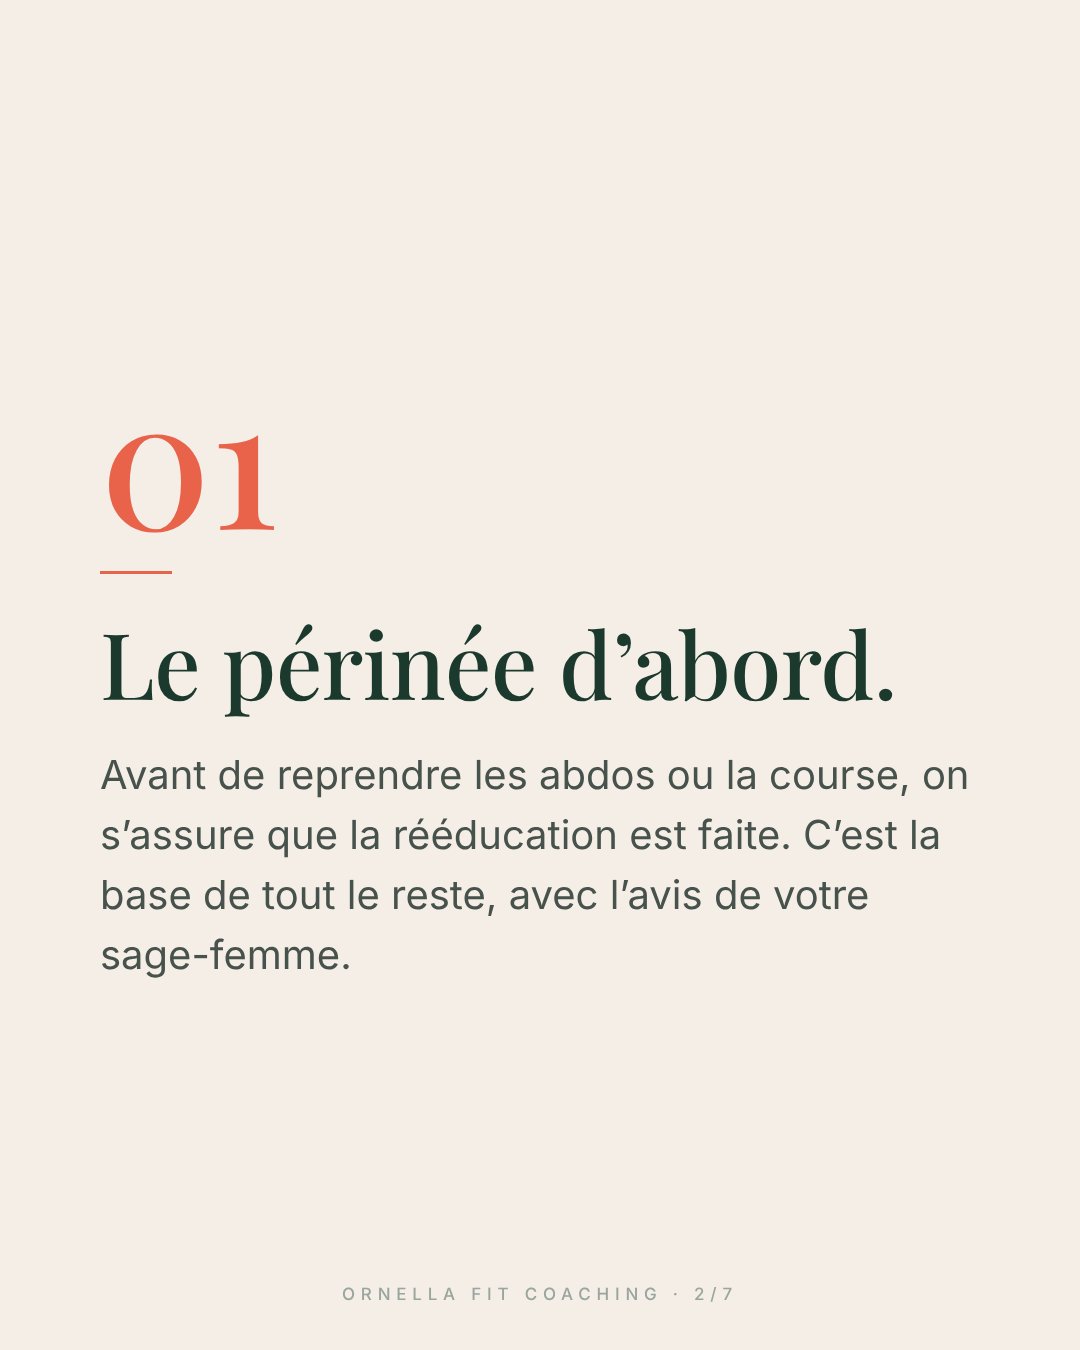 01
Le périnée d’abord.
Avant de reprendre les abdos ou la course, on
s’assure que la rééducation est faite. C’est la
base de tout le reste, avec l’avis de votre
sage-femme.
ORNELLA FIT COACHING · 2/7